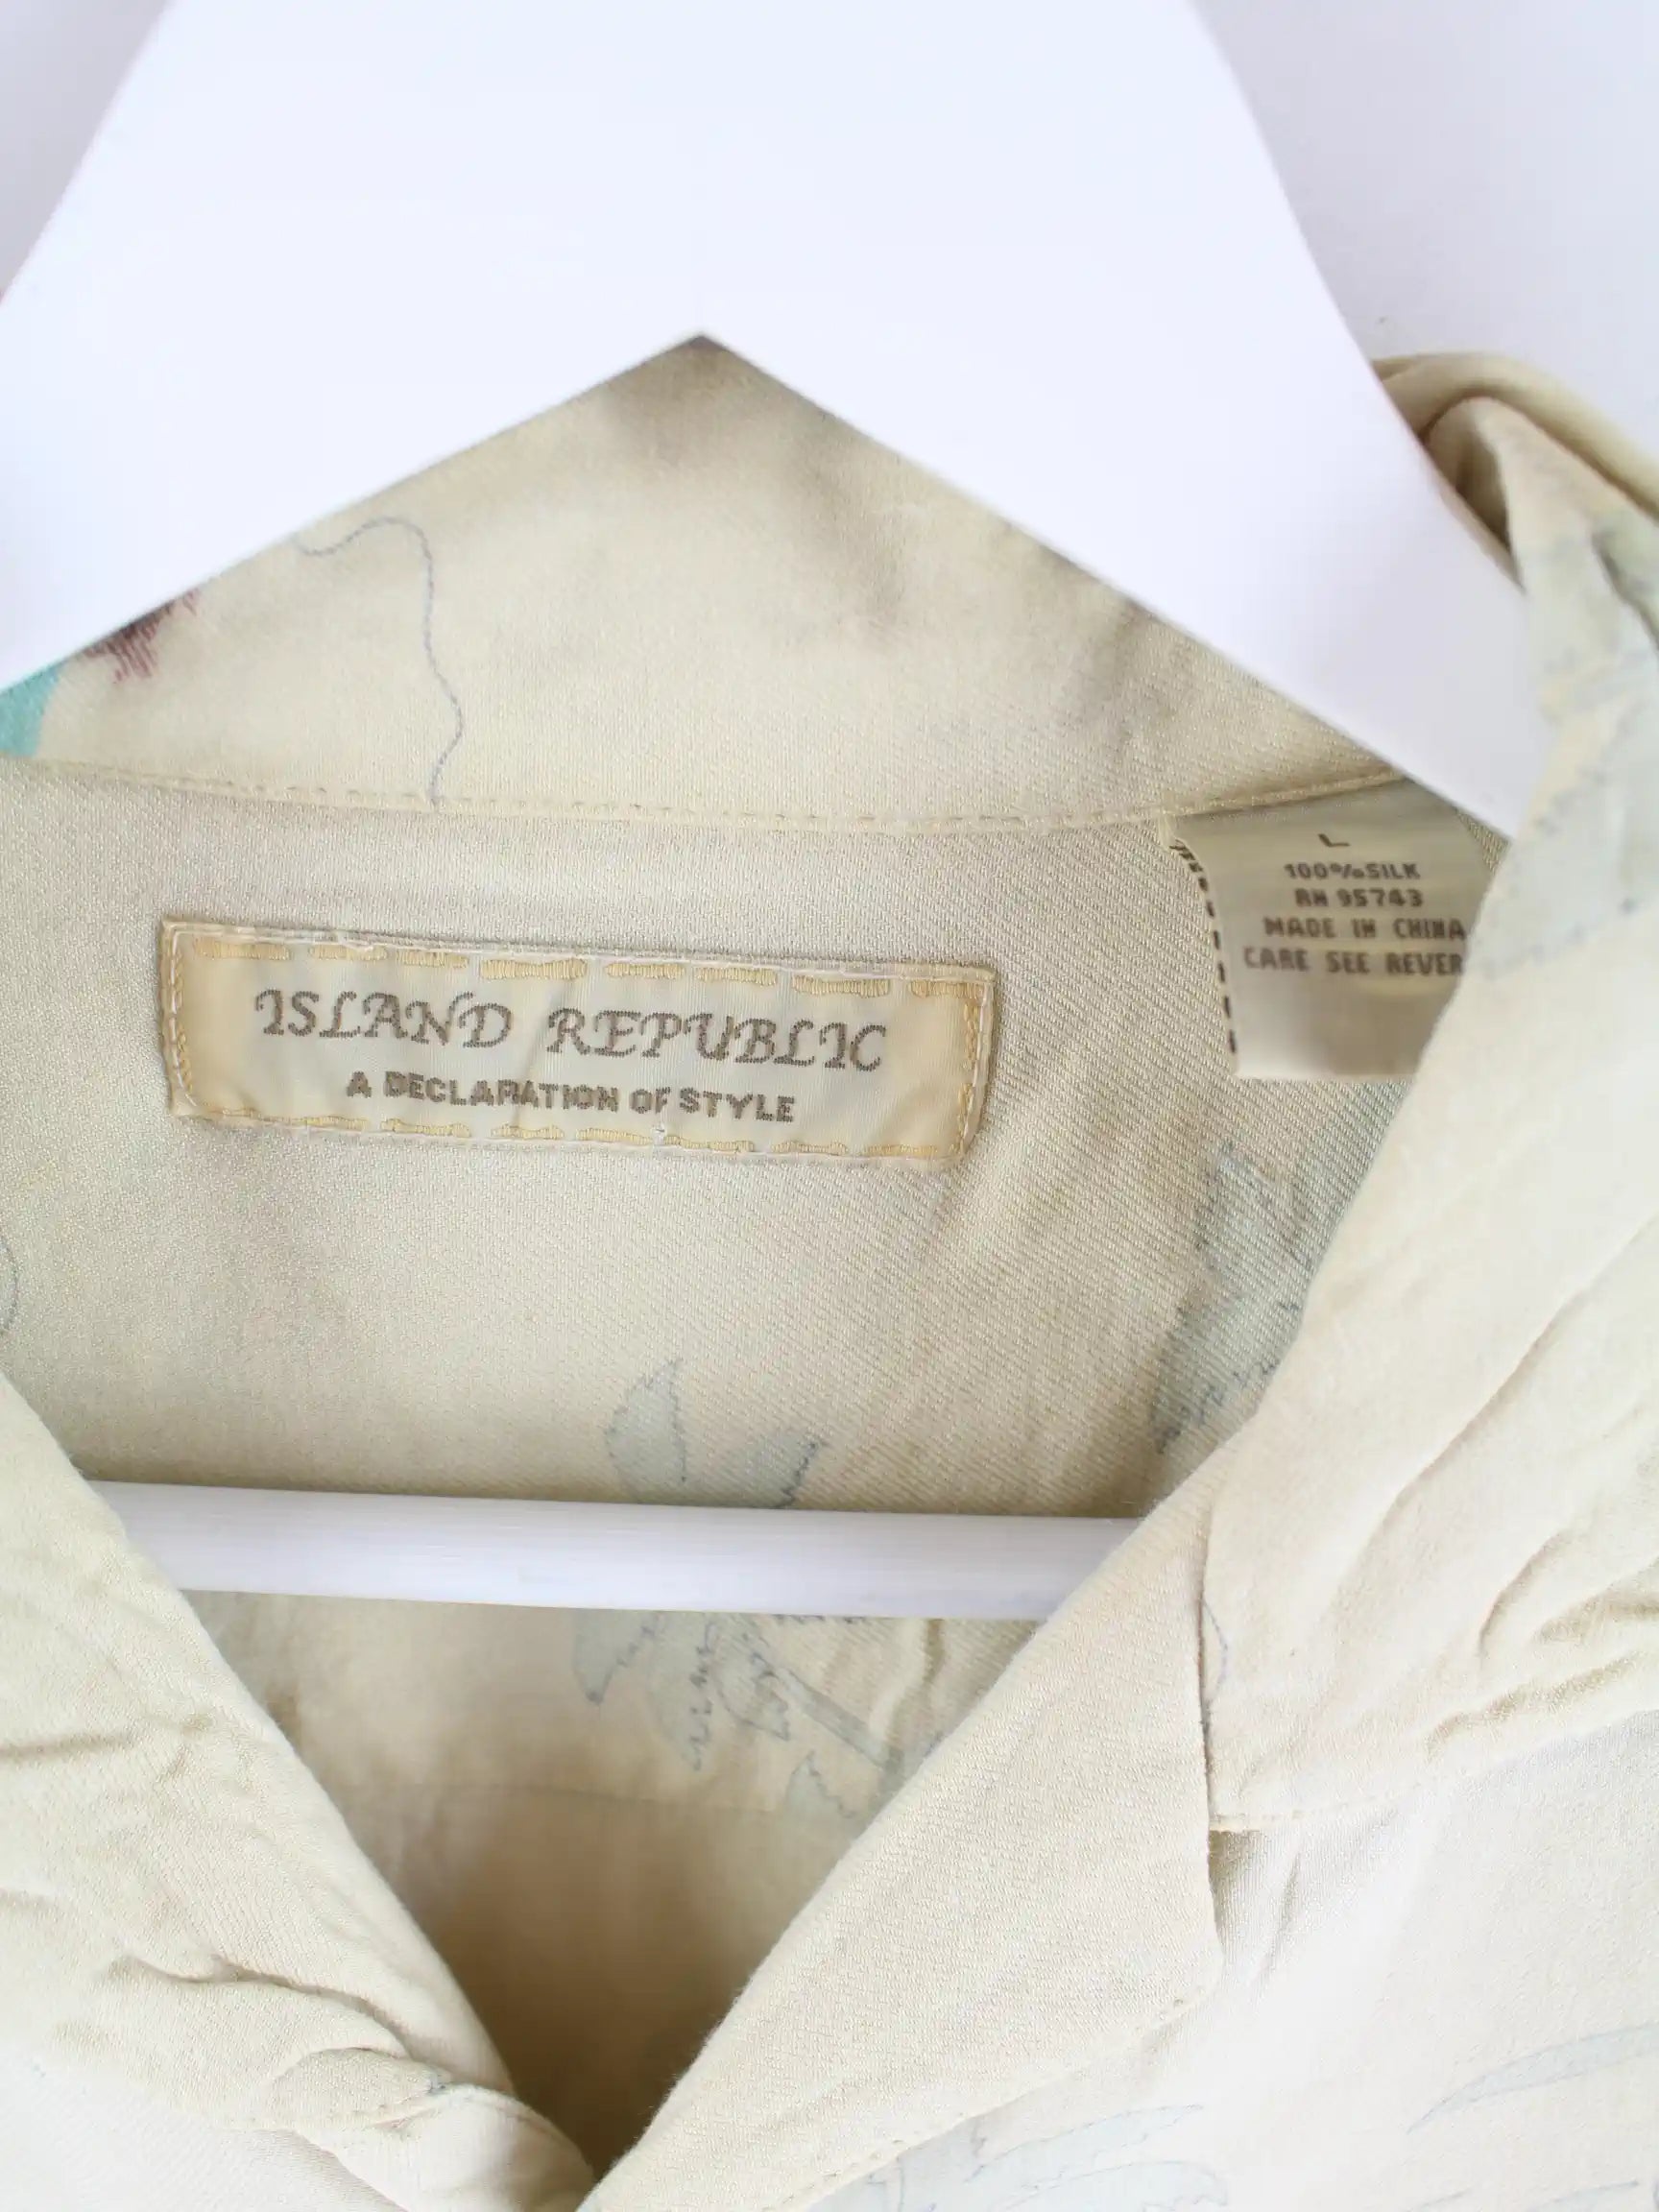 ISLAND REPUBLIC
A DECLARATION OF STYLE
L
100% SILK
RN 95743
MADE IN CHINA
CARE SEE REVER